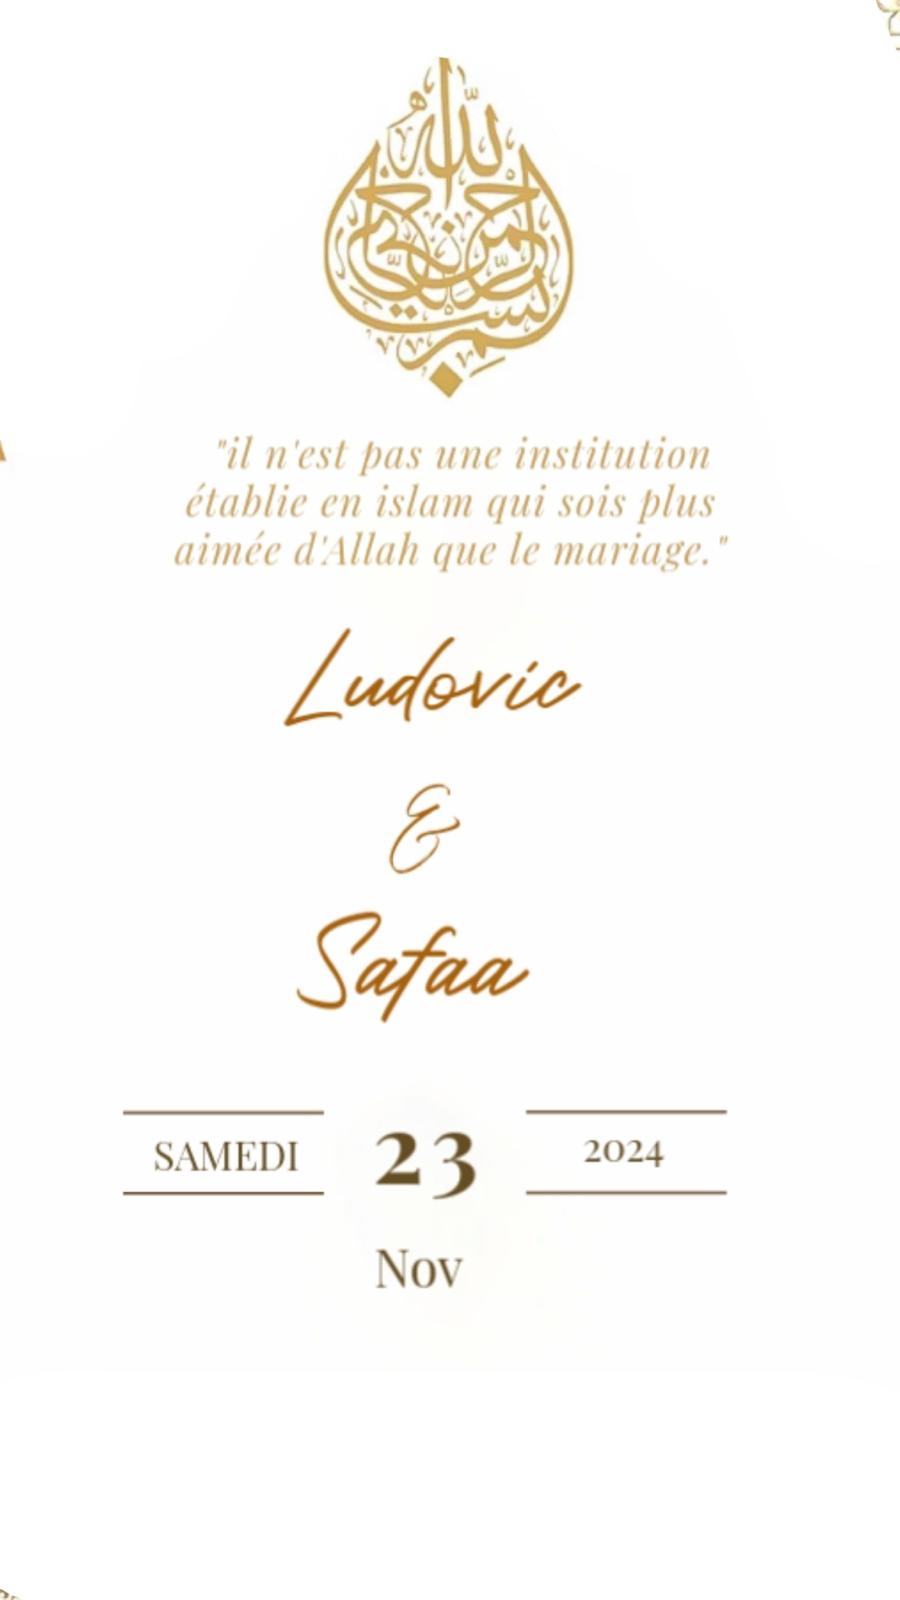 بسم الله الرحمن الرحيم
"il n'est pas une institution
établie en islam qui sois plus
aimée d'Allah que le mariage."
Ludovic
&
Safaa
SAMEDI 23 2024
Nov